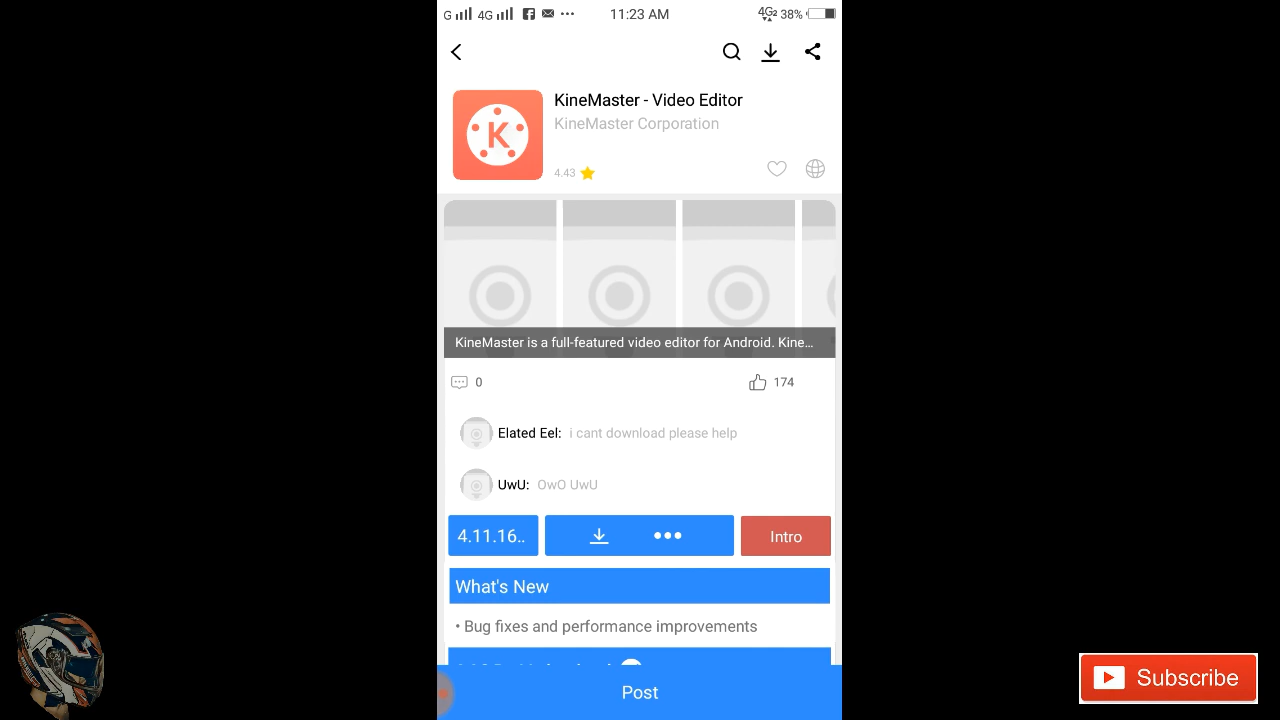 G 4G ••• 11:23 AM 4G2 38%
KineMaster - Video Editor
KineMaster Corporation
K
4.43
KineMaster is a full-featured video editor for Android. Kine...
0 174
Elated Eel: i cant download please help
UwU: OwO UwU
4.11.16.. ••• Intro
What's New
• Bug fixes and performance improvements
Post
Subscribe